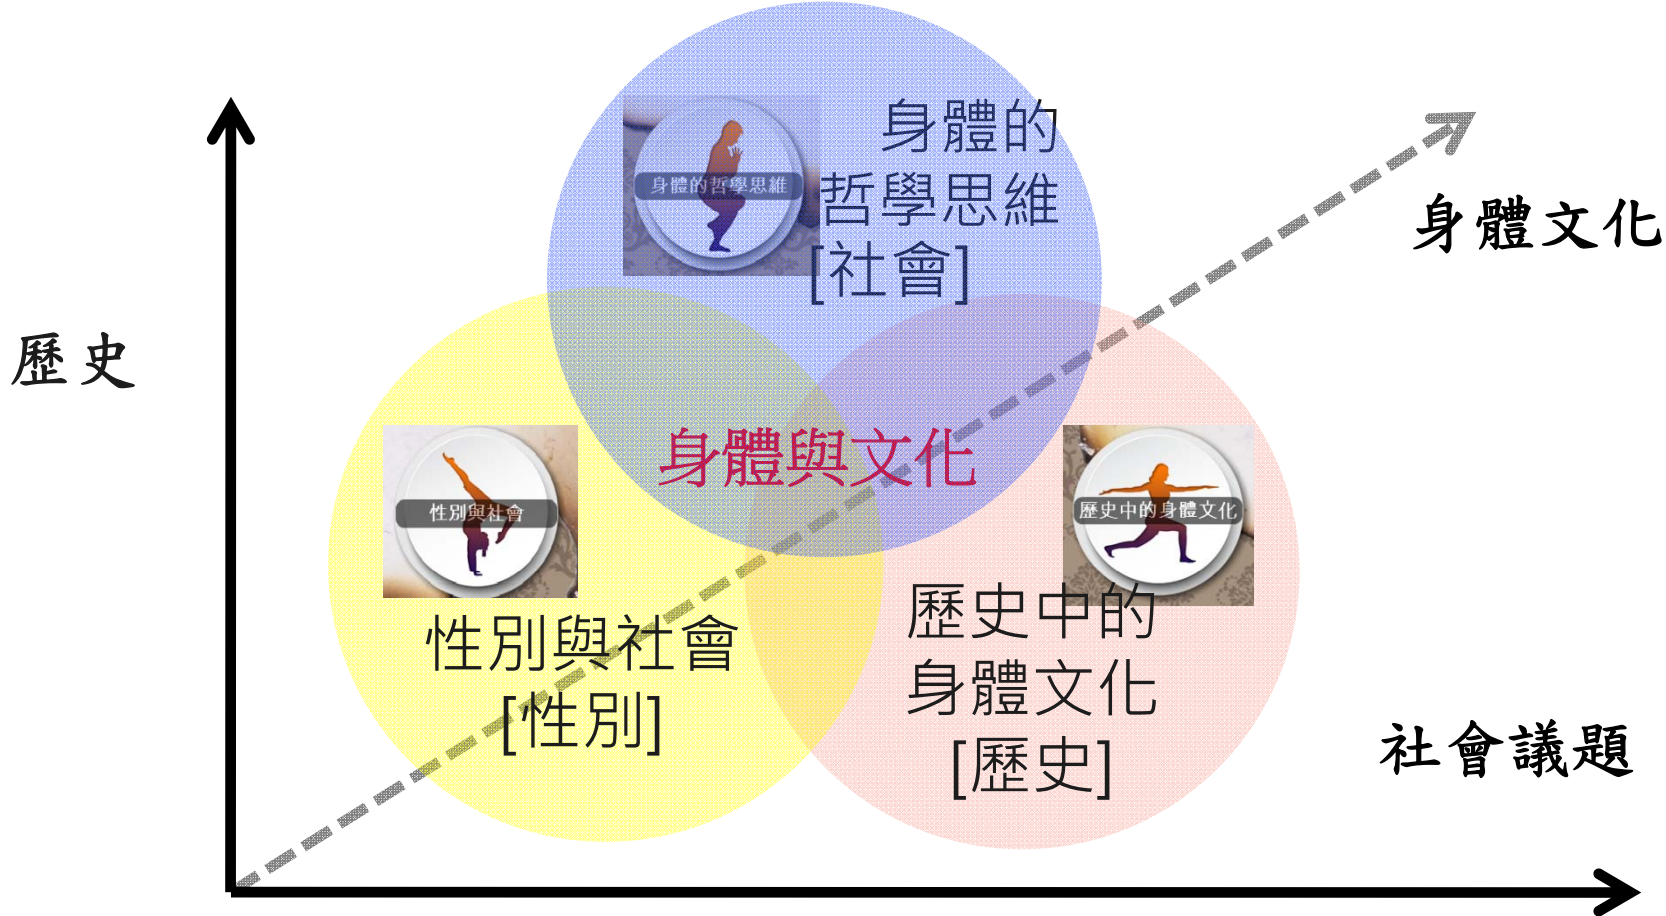 身體的
哲學思維
[社會]
身體的哲學思維
身體文化
歷史
身體與文化
性別與社會
性別與社會
[性別]
歷史中的身體文化
歷史中的
身體文化
[歷史]
社會議題